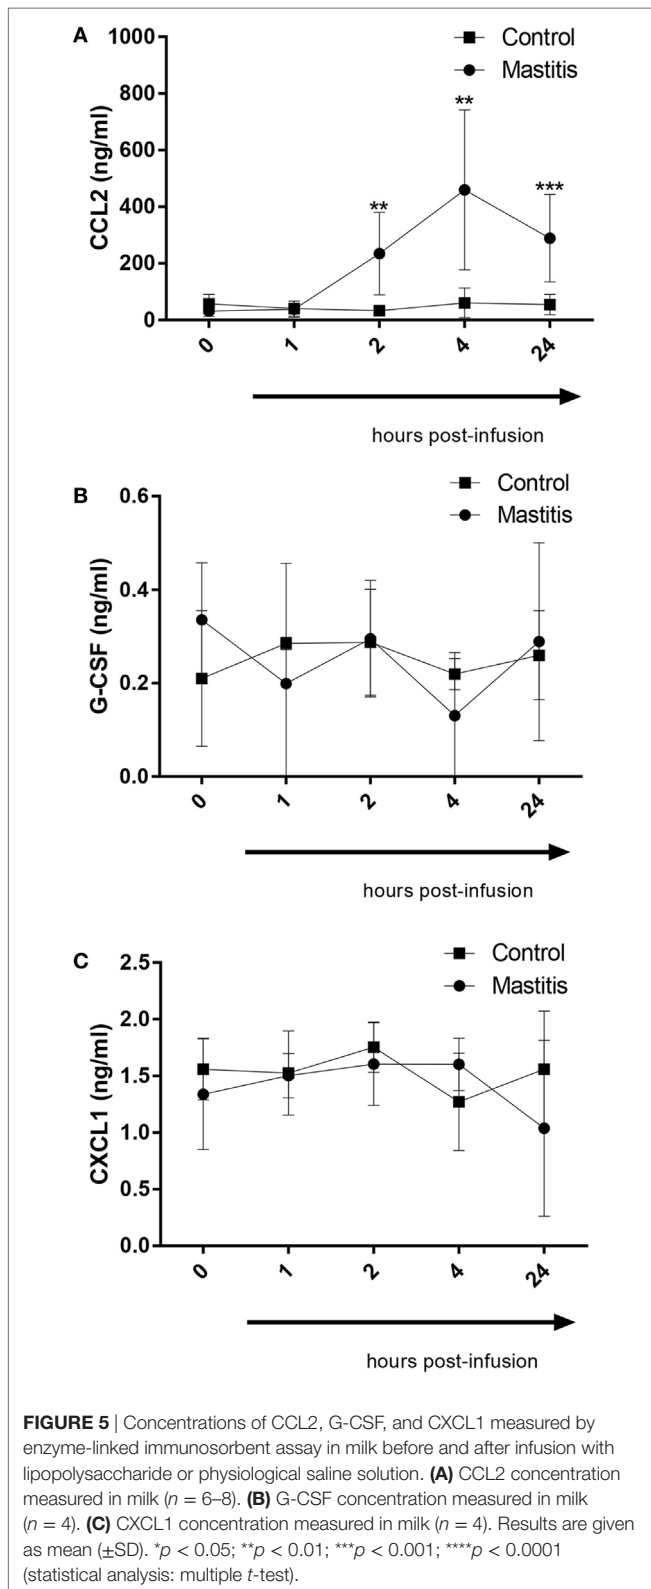 A
1000
800
600
400
200
0
CCL2 (ng/ml)
Control
Mastitis
**
**
***
0
1
2
4
24
hours post-infusion
B
0.6
0.4
0.2
0.0
G-CSF (ng/ml)
Control
Mastitis
0
1
2
4
24
hours post-infusion
C
2.5
2.0
1.5
1.0
0.5
0.0
CXCL1 (ng/ml)
Control
Mastitis
0
1
2
4
24
hours post-infusion
FIGURE 5 | Concentrations of CCL2, G-CSF, and CXCL1 measured by
enzyme-linked immunosorbent assay in milk before and after infusion with
lipopolysaccharide or physiological saline solution. (A) CCL2 concentration
measured in milk (n = 6–8). (B) G-CSF concentration measured in milk
(n = 4). (C) CXCL1 concentration measured in milk (n = 4). Results are given
as mean (±SD). *p < 0.05; **p < 0.01; ***p < 0.001; ****p < 0.0001
(statistical analysis: multiple t-test).